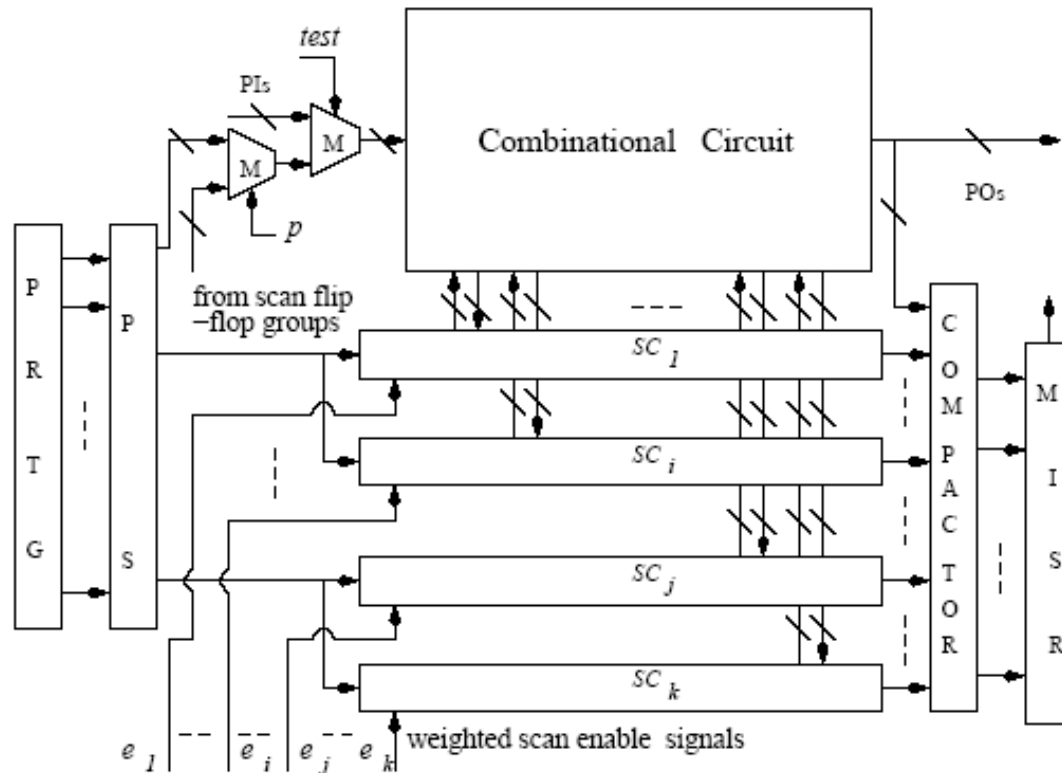 test
PIs
M
M
p
Combinational Circuit
POs
from scan flip
–flop groups
P R T G
P S
SC 1
SC i
SC j
SC k
C O M P A C T O R
M I S R
e 1
e i
e j
e k
weighted scan enable signals